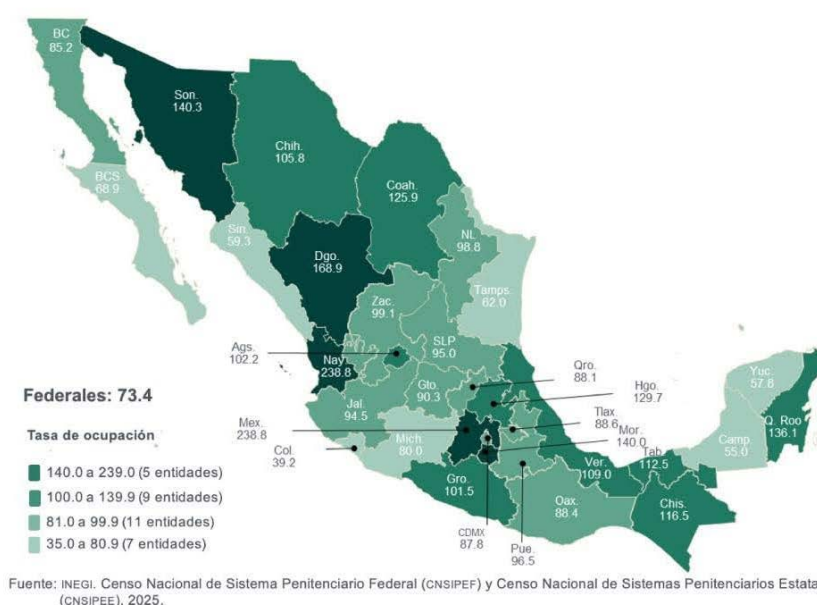 BC
85.2
Son.
140.3
Chih.
105.8
BCS
68.9
Coah.
125.9
Sin.
59.3
NL
98.8
Dgo.
168.9
Tamps.
62.0
Zac.
99.1
SLP
95.0
Ags.
102.2
Nay.
238.8
Qro.
88.1
Yuc.
57.8
Federales: 73.4
Gto.
90.3
Hgo.
129.7
Jal.
94.5
Tlax.
88.6
Q. Roo
136.1
Mex.
238.8
Mich.
80.0
Mor.
140.0
Camp.
55.0
Tasa de ocupación
Col.
39.2
Ver.
109.0
Tab.
112.5
140.0 a 239.0 (5 entidades)
100.0 a 139.9 (9 entidades)
81.0 a 99.9 (11 entidades)
35.0 a 80.9 (7 entidades)
Gro.
101.5
Oax.
88.4
Chis.
116.5
CDMX
87.8
Pue.
96.5
Fuente: INEGI. Censo Nacional de Sistema Penitenciario Federal (CNSIPEF) y Censo Nacional de Sistemas Penitenciarios Estata
(CNSIPEE), 2025.